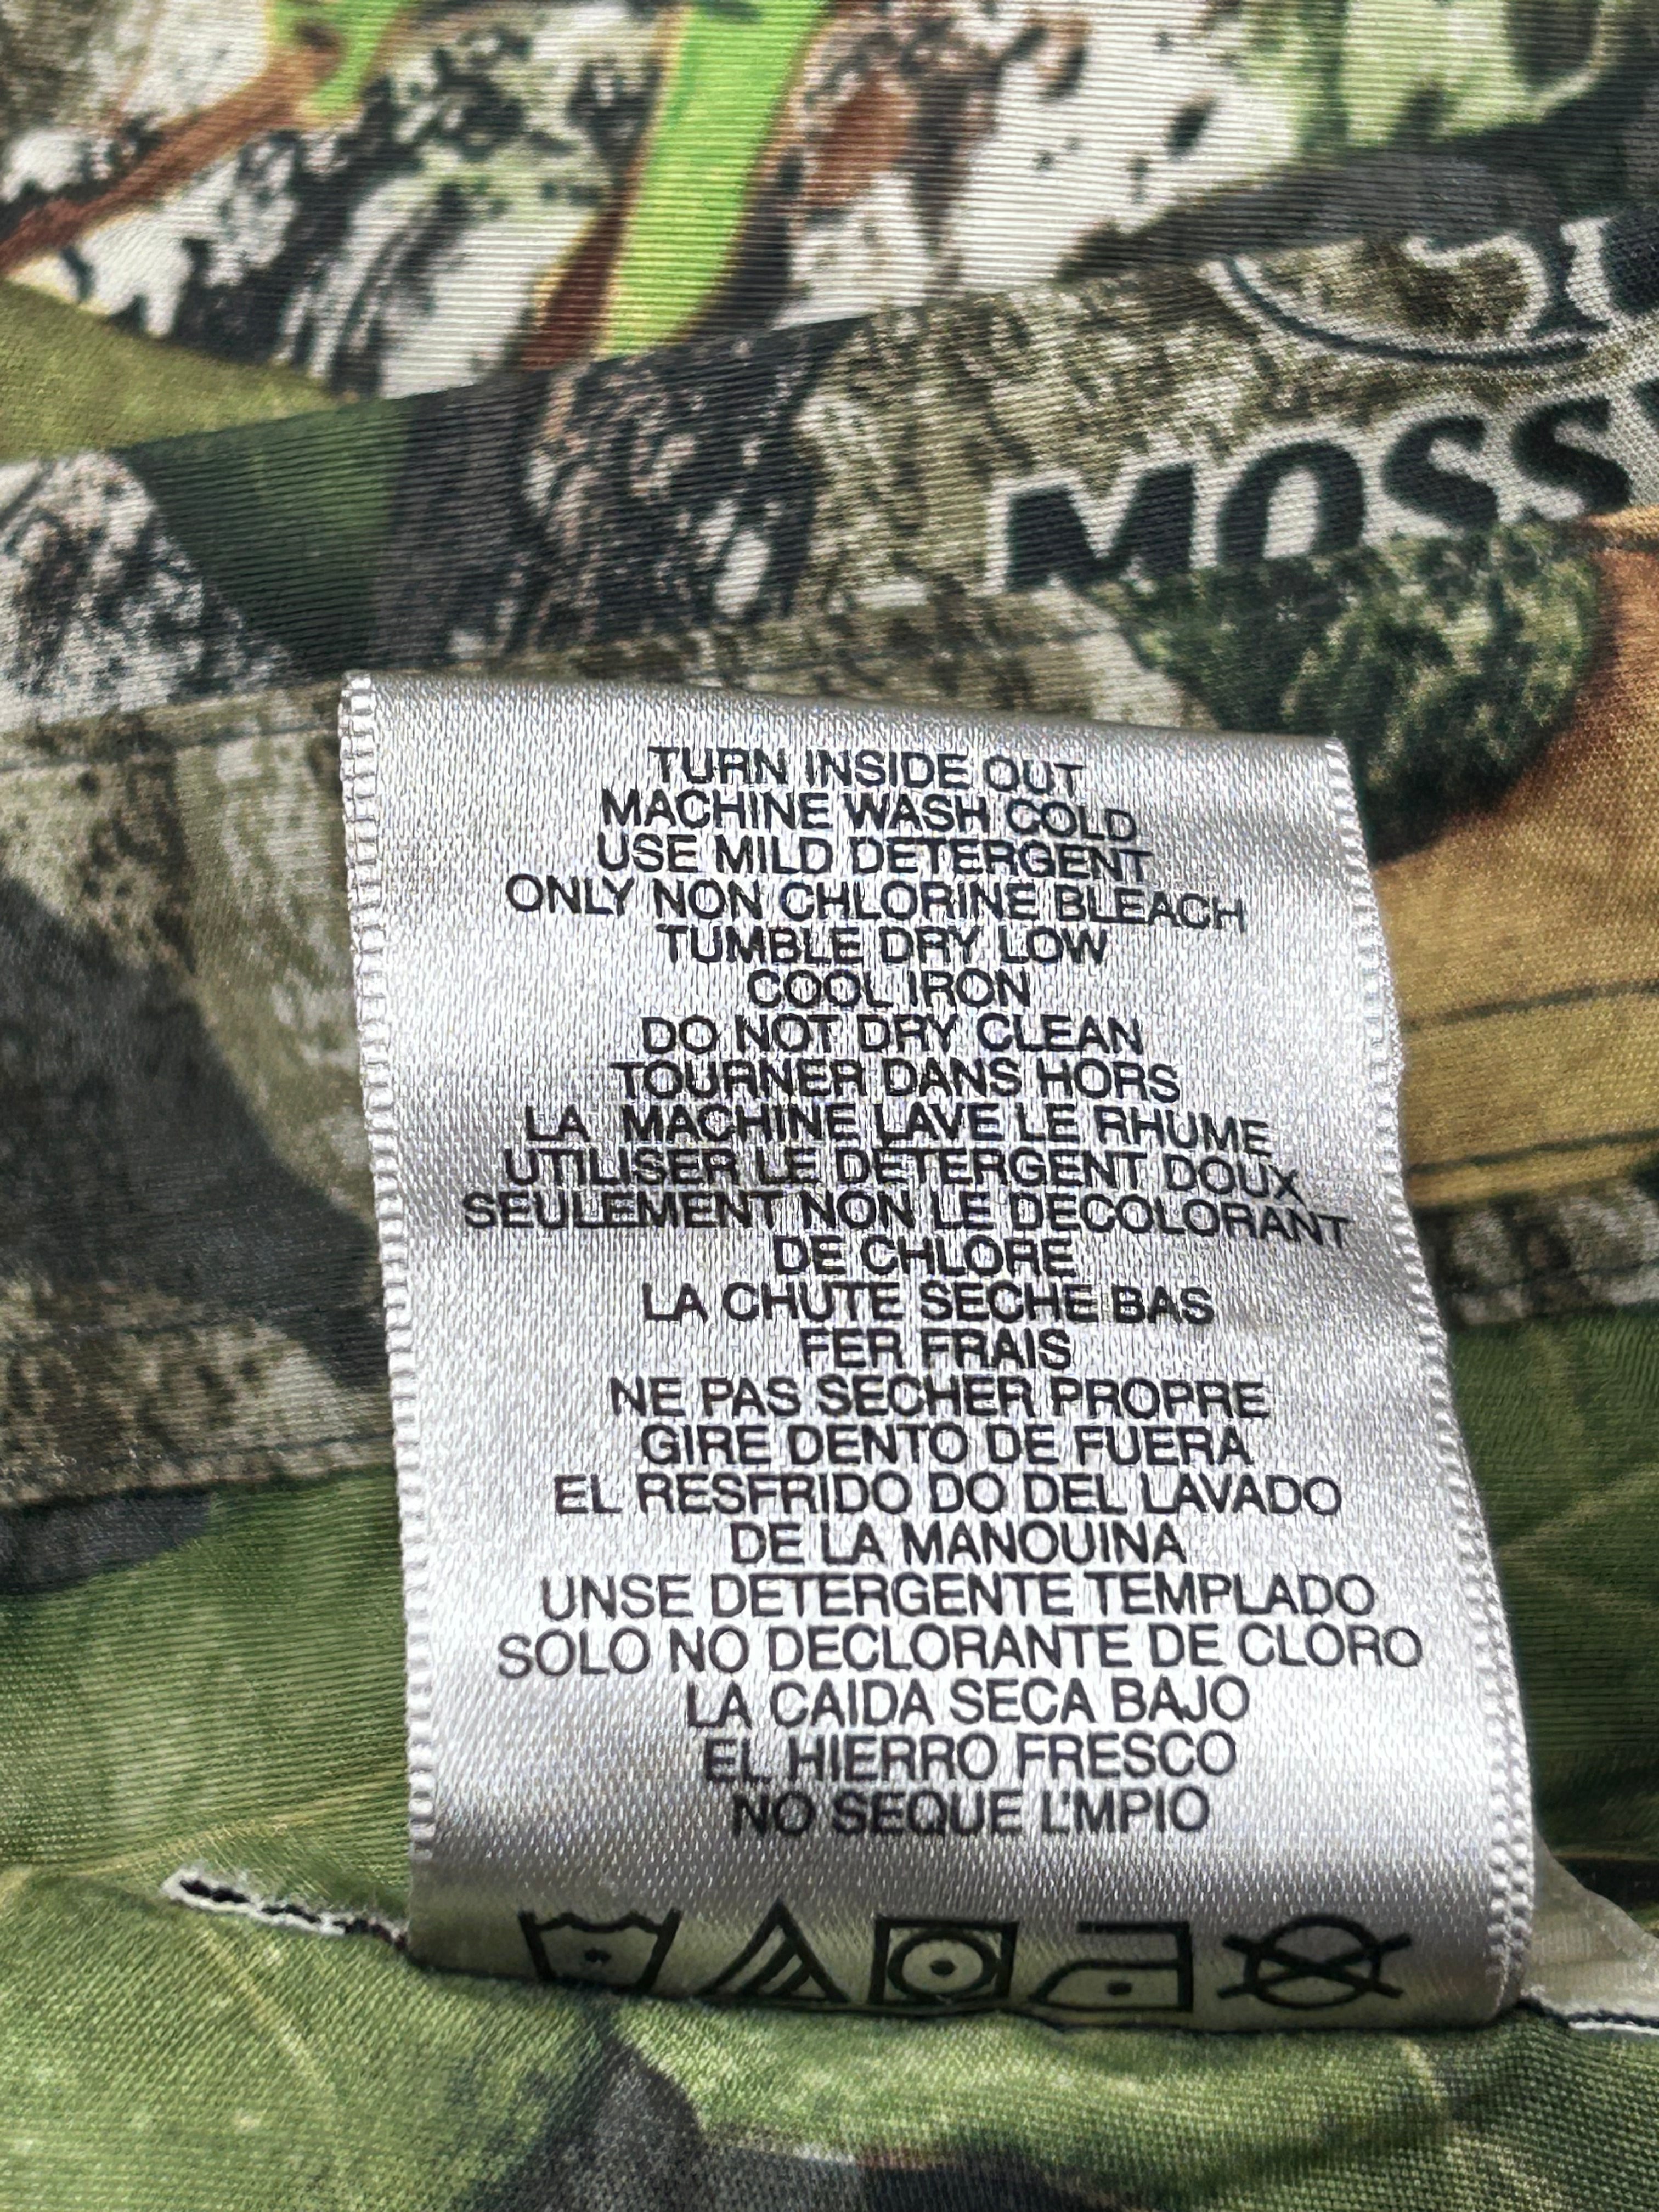 MOSSY
TURN INSIDE OUT
MACHINE WASH COLD
USE MILD DETERGENT
ONLY NON CHLORINE BLEACH
TUMBLE DRY LOW
COOL IRON
DO NOT DRY CLEAN
TOURNER DANS HORS
LA MACHINE LAVE LE RHUME
UTILISER LE DETERGENT DOUX
SEULEMENT NON LE DECOLORANT
DE CHLORE
LA CHUTE SECHE BAS
FER FRAIS
NE PAS SECHER PROPRE
GIRE DENTO DE FUERA
EL RESFRIDO DO DEL LAVADO
DE LA MANOUINA
UNSE DETERGENTE TEMPLADO
SOLO NO DECLORANTE DE CLORO
LA CAIDA SECA BAJO
EL HIERRO FRESCO
NO SEQUE L'MPIO